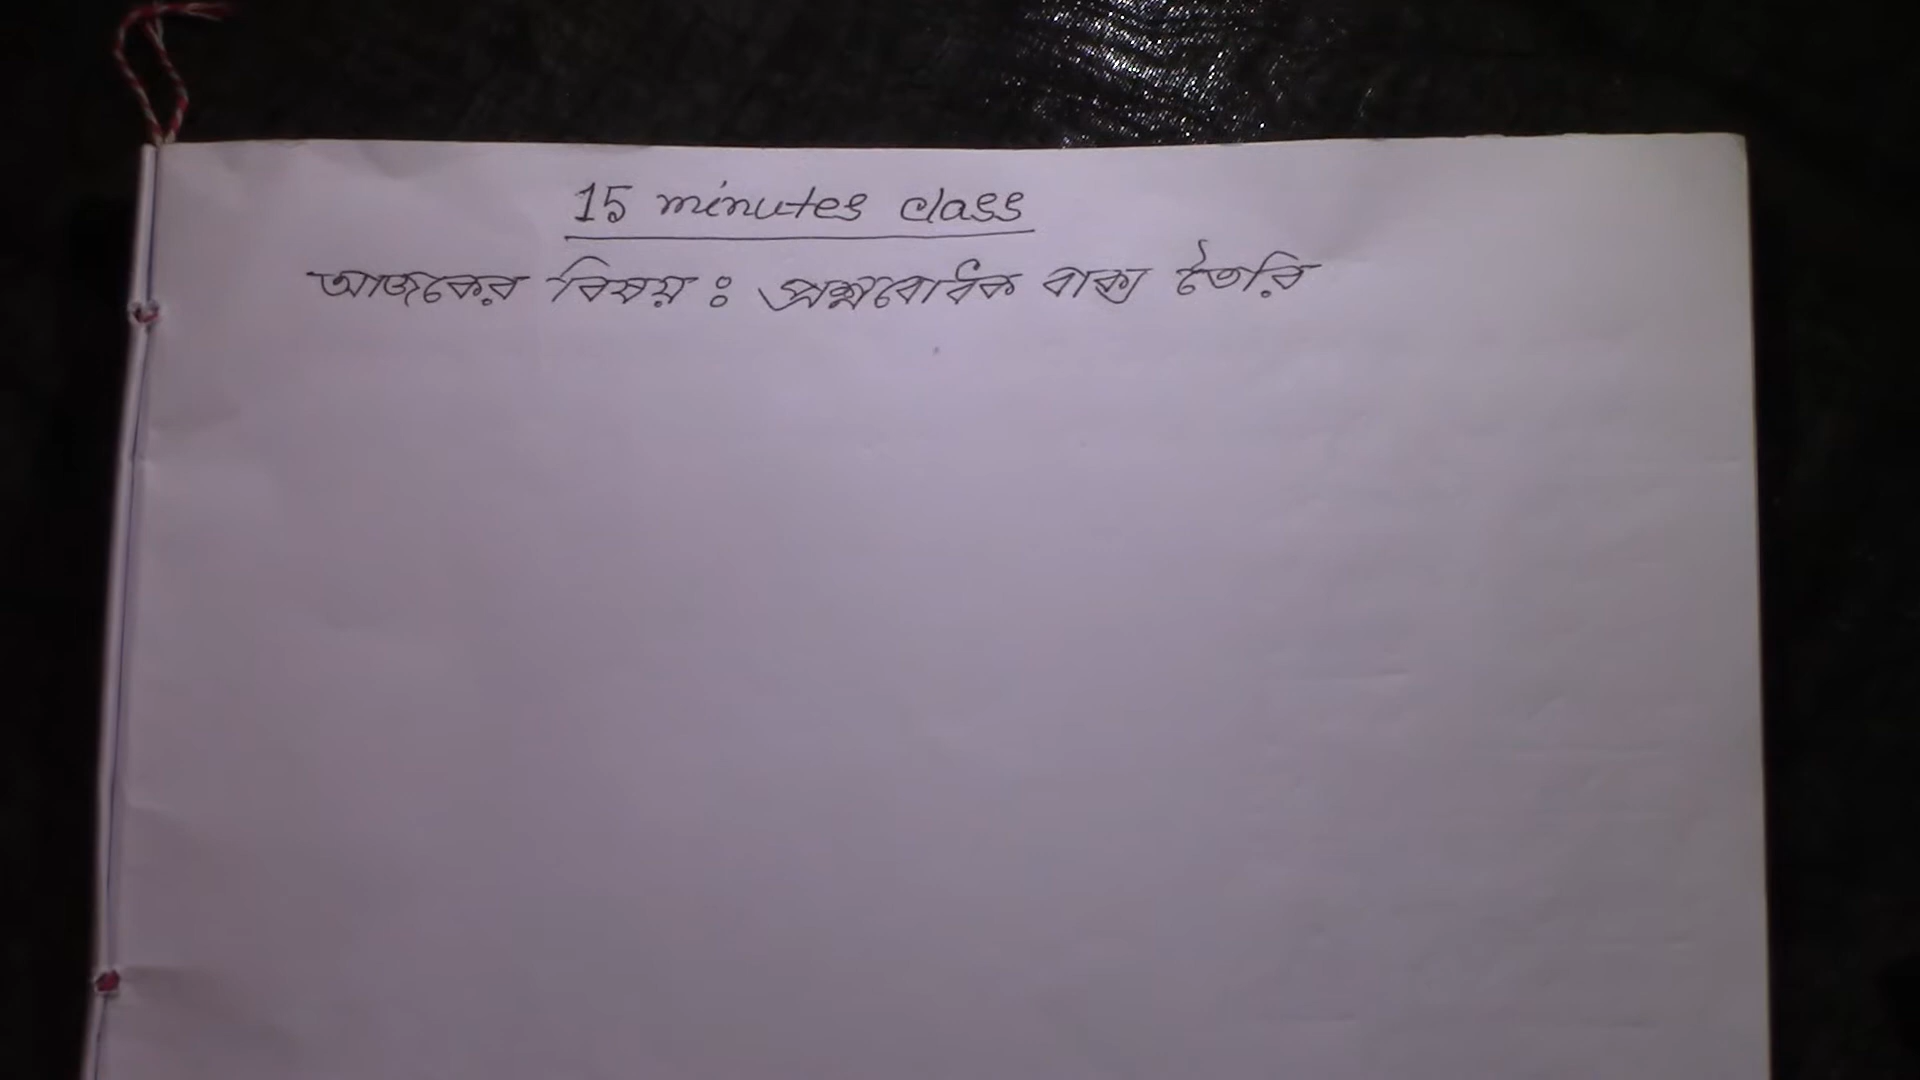 15 minutes class
আজকের বিষয় : প্রশ্নবোধক বাক্য তৈরি